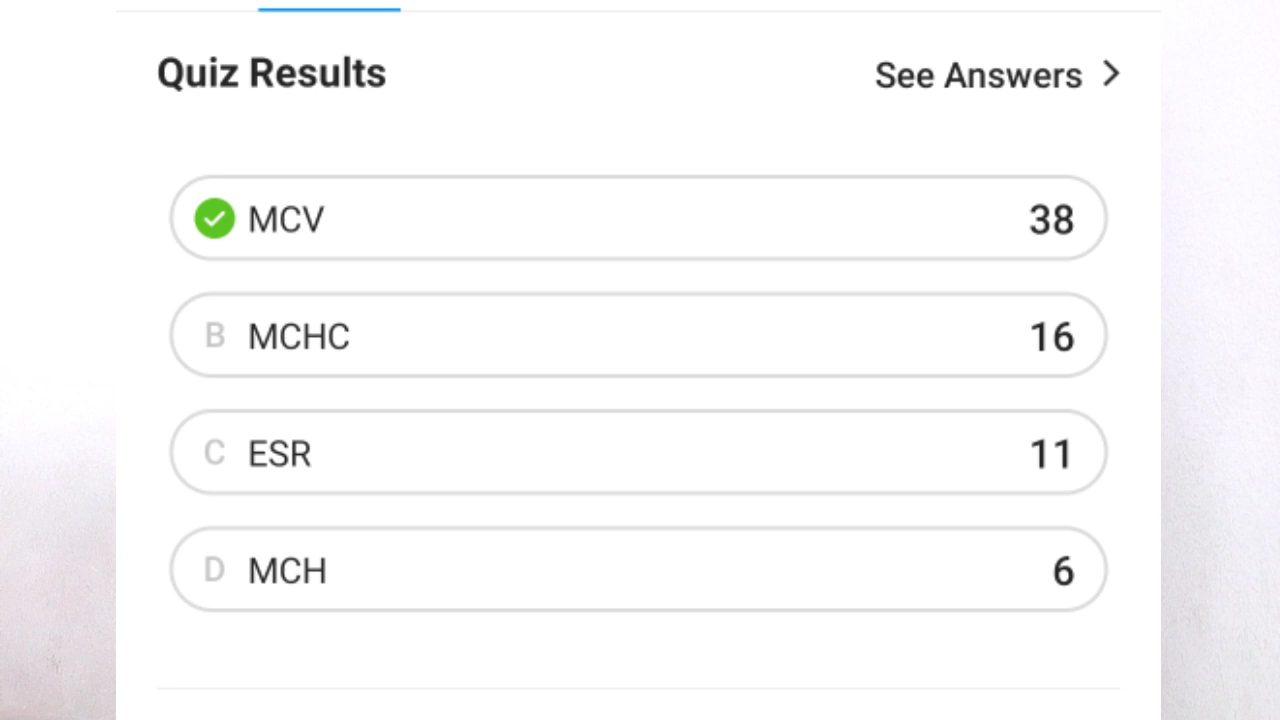 Quiz Results
See Answers
MCV 38
B MCHC 16
C ESR 11
D MCH 6